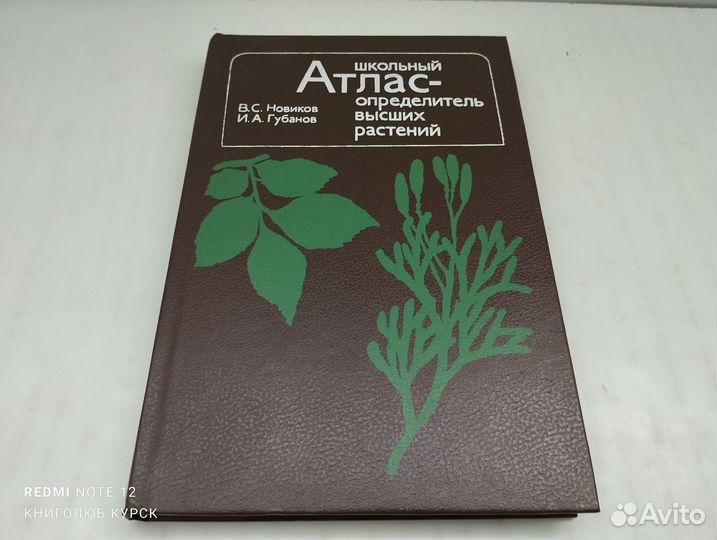 школьный
Атлас-
определитель
высших
растений
В.С. Новиков
И.А. Губанов
REDMI NOTE 12
КНИГОЛЮБ КУРСК
Avito